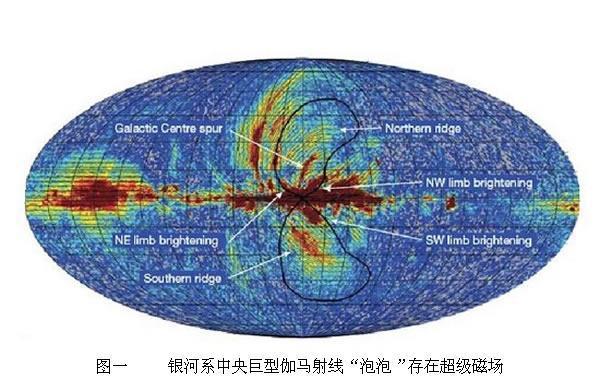 Galactic Centre spur
Northern ridge
NW limb brightening
NE limb brightening
SW limb brightening
Southern ridge
图一 银河系中央巨型伽马射线“泡泡”存在超级磁场